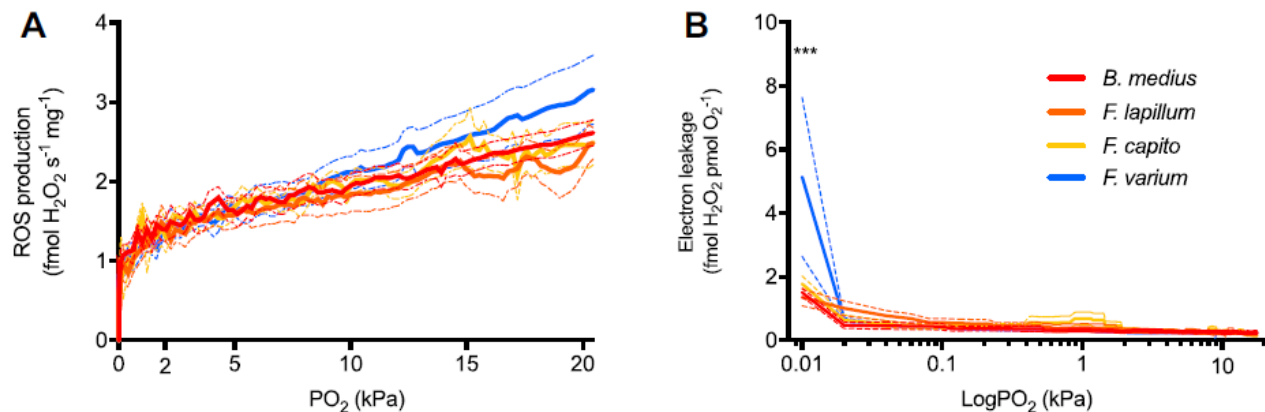 A
ROS production
(fmol H₂O₂ s⁻¹ mg⁻¹)
4
3
2
1
0
0 2 5 10 15 20
PO₂ (kPa)
B
Electron leakage
(fmol H₂O₂ pmol O₂⁻¹)
10
8
6
4
2
0
***
B. medius
F. lapillum
F. capito
F. varium
0.01 0.1 1 10
LogPO₂ (kPa)